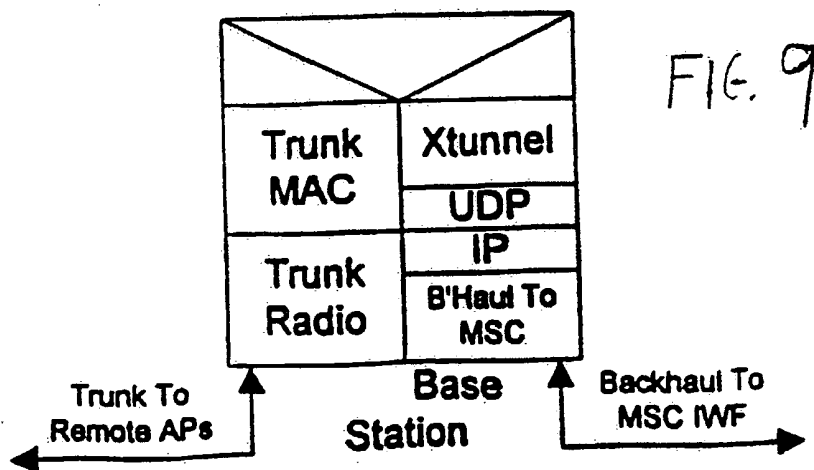 FIG. 9
Trunk
MAC
Xtunnel
UDP
IP
Trunk
Radio
B'Haul To
MSC
Base
Station
Trunk To
Remote APs
Backhaul To
MSC IWF